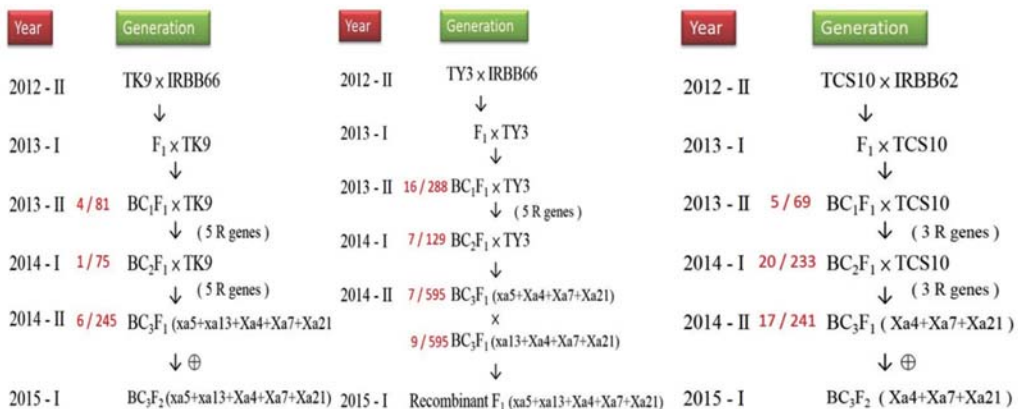 Year Generation
2012 - II TK9 x IRBB66
↓
2013 - I F₁ x TK9
↓
2013 - II 4 / 81 BC₁F₁ x TK9
↓ ( 5 R genes )
2014 - I 1 / 75 BC₂F₁ x TK9
↓ ( 5 R genes )
2014 - II 6 / 245 BC₃F₁ (xa5+xa13+Xa4+Xa7+Xa21
↓ ⊕
2015 - I BC₃F₂ (xa5+xa13+Xa4+Xa7+Xa21)
Year Generation
2012 - II TY3 x IRBB66
↓
2013 - I F₁ x TY3
↓
2013 - II 16 / 288 BC₁F₁ x TY3
↓ ( 5 R genes )
2014 - I 7 / 129 BC₂F₁ x TY3
↓
2014 - II 7 / 595 BC₃F₁ (xa5+Xa4+Xa7+Xa21)
x
9 / 595 BC₃F₁ (xa13+Xa4+Xa7+Xa21)
↓
2015 - I Recombinant F₁ (xa5+xa13+Xa4+Xa7+Xa21)
Year Generation
2012 - II TCS10 x IRBB62
↓
2013 - I F₁ x TCS10
↓
2013 - II 5 / 69 BC₁F₁ x TCS10
↓ ( 3 R genes )
2014 - I 20 / 233 BC₂F₁ x TCS10
↓ ( 3 R genes )
2014 - II 17 / 241 BC₃F₁ ( Xa4+Xa7+Xa21 )
↓ ⊕
2015 - I BC₃F₂ ( Xa4+Xa7+Xa21 )